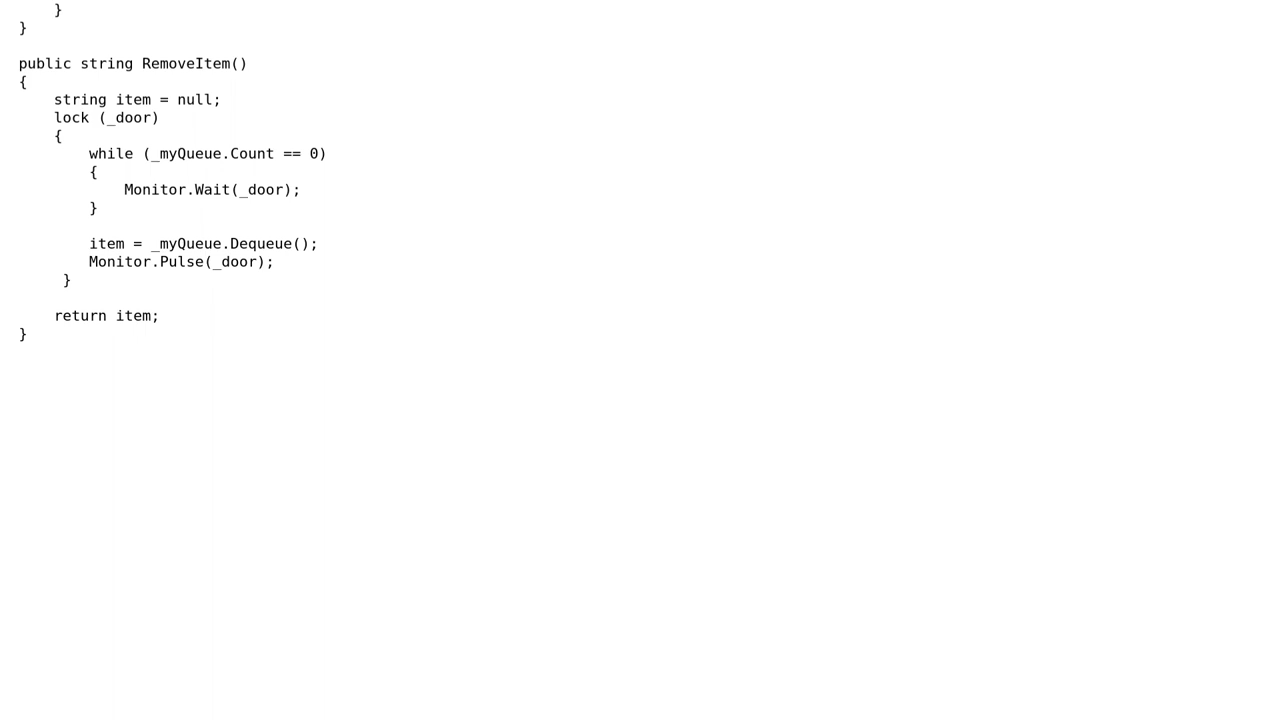 }
}

public string RemoveItem()
{
    string item = null;
    lock (_door)
    {
        while (_myQueue.Count == 0)
        {
            Monitor.Wait(_door);
        }

        item = _myQueue.Dequeue();
        Monitor.Pulse(_door);
     }

    return item;
}